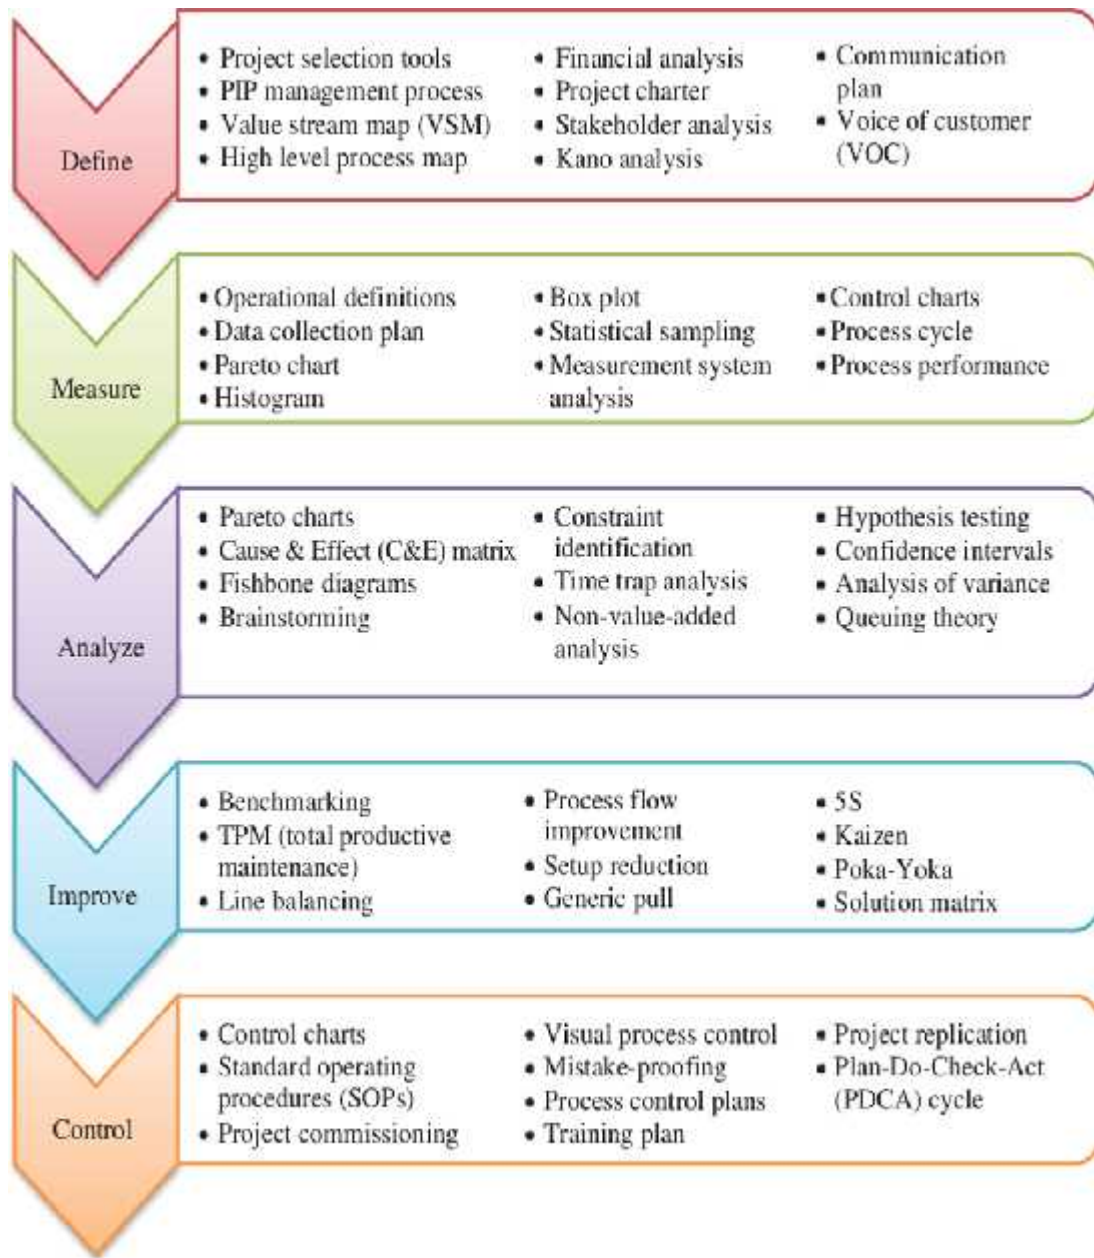 Define
• Project selection tools
• PIP management process
• Value stream map (VSM)
• High level process map
• Financial analysis
• Project charter
• Stakeholder analysis
• Kano analysis
• Communication
plan
• Voice of customer
(VOC)
Measure
• Operational definitions
• Data collection plan
• Pareto chart
• Histogram
• Box plot
• Statistical sampling
• Measurement system
analysis
• Control charts
• Process cycle
• Process performance
Analyze
• Pareto charts
• Cause & Effect (C&E) matrix
• Fishbone diagrams
• Brainstorming
• Constraint
identification
• Time trap analysis
• Non-value-added
analysis
• Hypothesis testing
• Confidence intervals
• Analysis of variance
• Queuing theory
Improve
• Benchmarking
• TPM (total productive
maintenance)
• Line balancing
• Process flow
improvement
• Setup reduction
• Generic pull
• 5S
• Kaizen
• Poka-Yoka
• Solution matrix
Control
• Control charts
• Standard operating
procedures (SOPs)
• Project commissioning
• Visual process control
• Mistake-proofing
• Process control plans
• Training plan
• Project replication
• Plan-Do-Check-Act
(PDCA) cycle